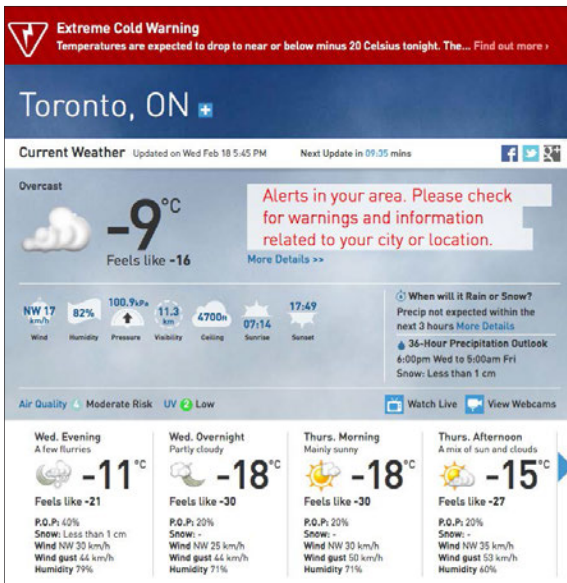 Extreme Cold Warning
Temperatures are expected to drop to near or below minus 20 Celsius tonight. The... Find out more ›
Toronto, ON +
Current Weather Updated on Wed Feb 18 5:45 PM Next Update in 09:35 mins
Overcast
-9°C
Feels like -16
Alerts in your area. Please check
for warnings and information
related to your city or location.
More Details >>
NW 17 km/h
Wind
82%
Humidity
100.9kPa
Pressure
11.3 km
Visibility
4700m
Ceiling
07:14
Sunrise
17:49
Sunset
When will it Rain or Snow?
Precip not expected within the
next 3 hours More Details
36-Hour Precipitation Outlook
6:00pm Wed to 5:00am Fri
Snow: Less than 1 cm
Air Quality 4 Moderate Risk UV 2 Low
Watch Live View Webcams
Wed. Evening
A few flurries
-11°C
Feels like -21
P.O.P: 40%
Snow: Less than 1 cm
Wind NW 30 km/h
Wind gust 44 km/h
Humidity 79%
Wed. Overnight
Partly cloudy
-18°C
Feels like -30
P.O.P: 20%
Snow: -
Wind NW 25 km/h
Wind gust 44 km/h
Humidity 71%
Thurs. Morning
Mainly sunny
-18°C
Feels like -30
P.O.P: 20%
Snow: -
Wind NW 30 km/h
Wind gust 50 km/h
Humidity 71%
Thurs. Afternoon
A mix of sun and clouds
-15°C
Feels like -27
P.O.P: 20%
Snow: -
Wind NW 35 km/h
Wind gust 53 km/h
Humidity 60%